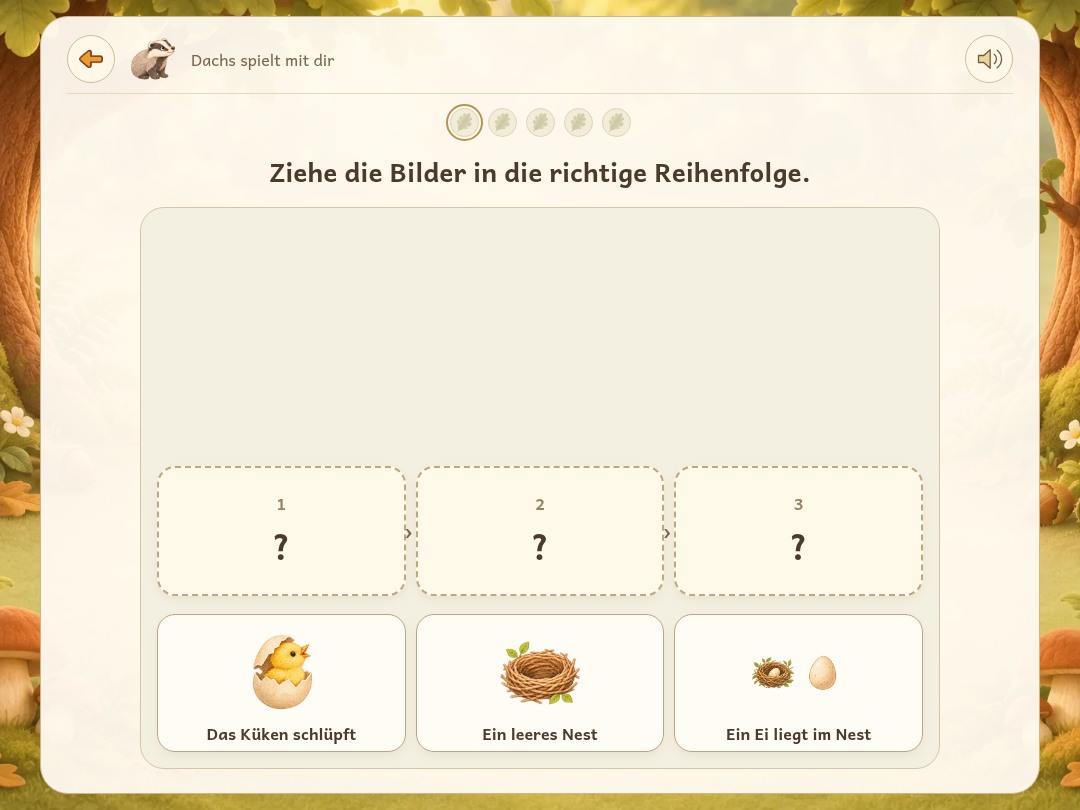 Dachs spielt mit dir
Ziehe die Bilder in die richtige Reihenfolge.
1
?
›
2
?
›
3
?
Das Küken schlüpft
Ein leeres Nest
Ein Ei liegt im Nest